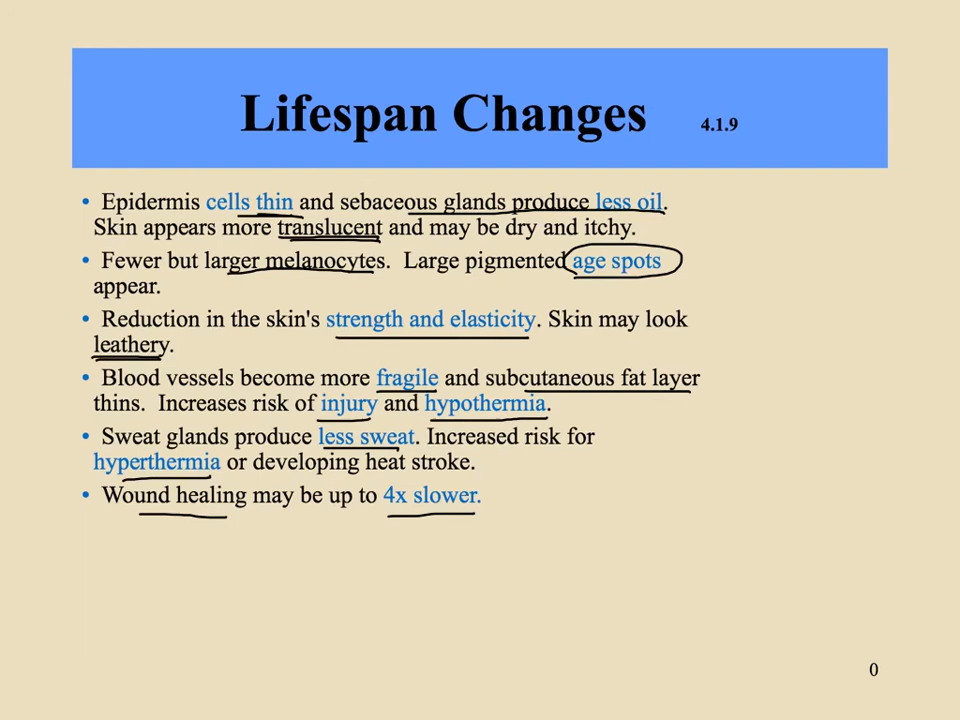 Lifespan Changes 4.1.9
• Epidermis cells thin and sebaceous glands produce less oil.
Skin appears more translucent and may be dry and itchy.
• Fewer but larger melanocytes. Large pigmented age spots
appear.
• Reduction in the skin's strength and elasticity. Skin may look
leathery.
• Blood vessels become more fragile and subcutaneous fat layer
thins. Increases risk of injury and hypothermia.
• Sweat glands produce less sweat. Increased risk for
hyperthermia or developing heat stroke.
• Wound healing may be up to 4x slower.
0